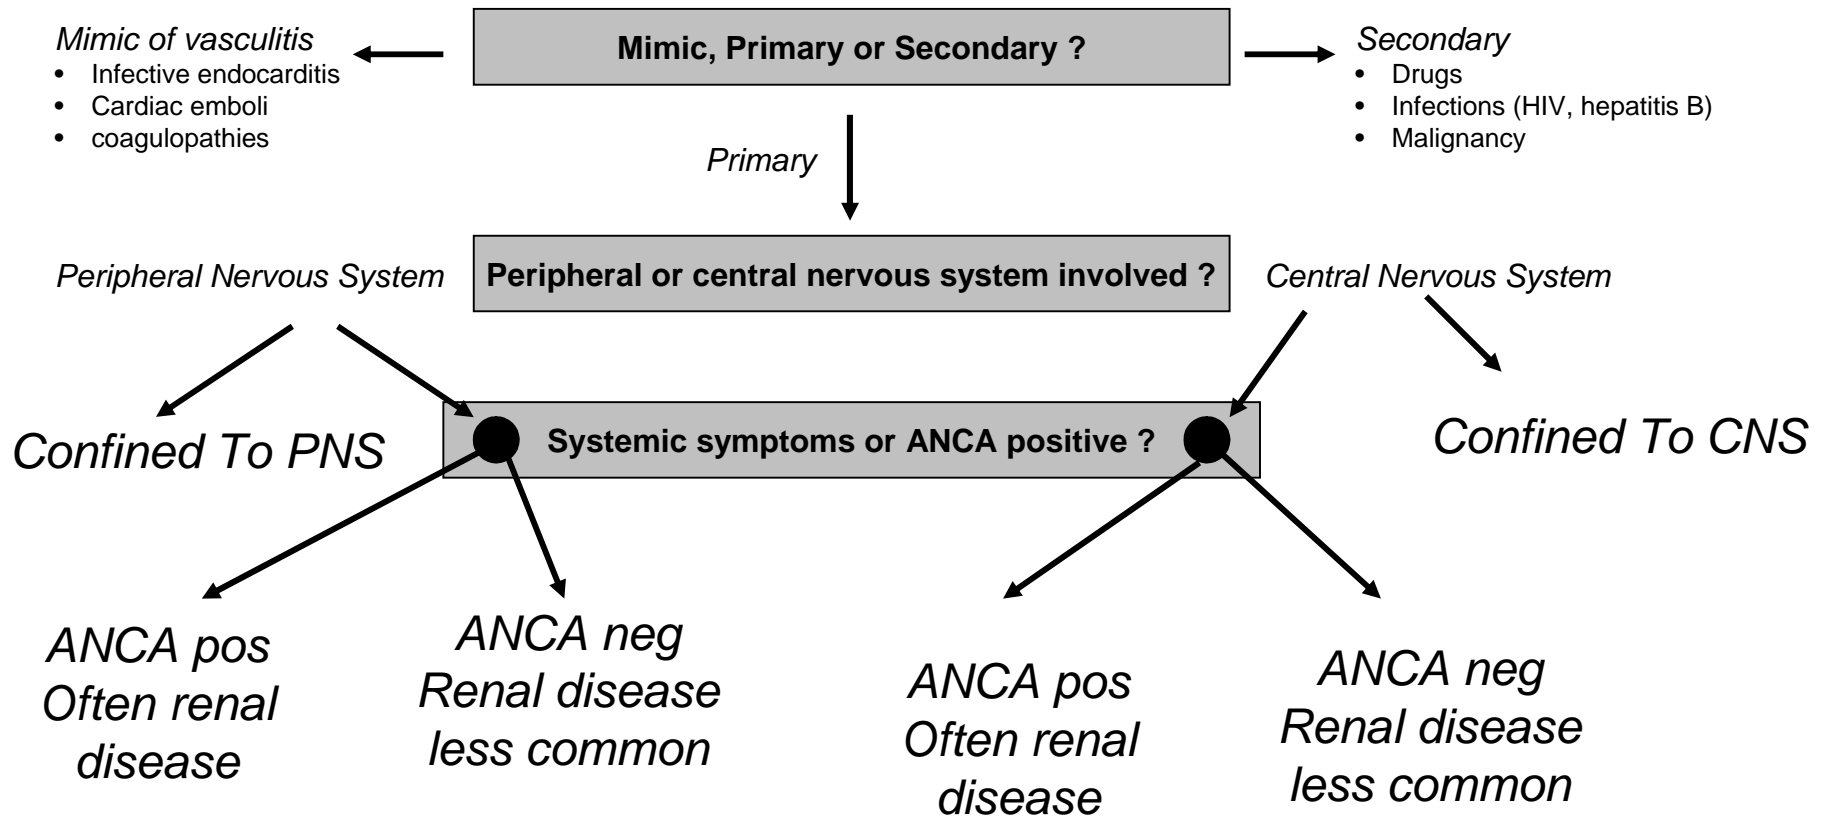 Mimic of vasculitis
• Infective endocarditis
• Cardiac emboli
• coagulopathies
Mimic, Primary or Secondary ?
Secondary
• Drugs
• Infections (HIV, hepatitis B)
• Malignancy
Primary
Peripheral Nervous System
Peripheral or central nervous system involved ?
Central Nervous System
Confined To PNS
Systemic symptoms or ANCA positive ?
Confined To CNS
ANCA pos
Often renal
disease
ANCA neg
Renal disease
less common
ANCA pos
Often renal
disease
ANCA neg
Renal disease
less common